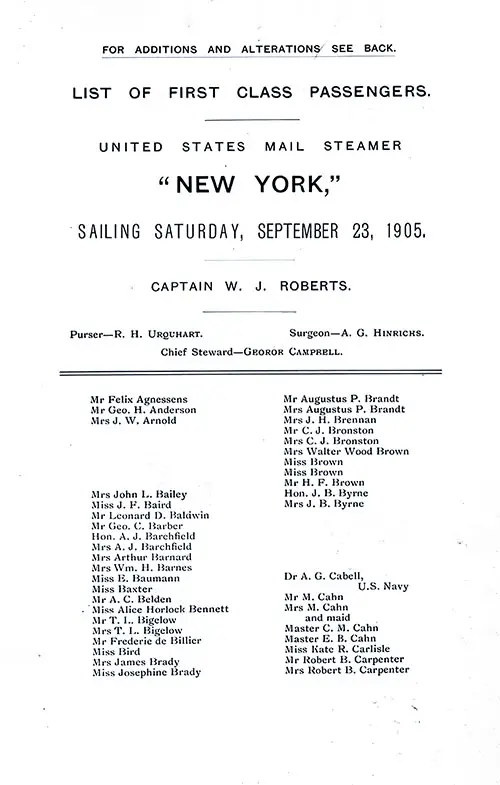 FOR ADDITIONS AND ALTERATIONS SEE BACK.
LIST OF FIRST CLASS PASSENGERS.
UNITED STATES MAIL STEAMER
“NEW YORK,”
SAILING SATURDAY, SEPTEMBER 23, 1905.
CAPTAIN W. J. ROBERTS.
Purser—R. H. URQUHART.
Surgeon—A. G. HINRICHS.
Chief Steward—GEOROR CAMPRELL.
Mr Felix Agnessens
Mr Geo. H. Anderson
Mrs J. W. Arnold
Mrs John L. Bailey
Miss J. F. Baird
Mr Leonard D. Baldwin
Mr Geo. C. Barber
Hon. A. J. Barchfield
Mrs A. J. Barchfield
Mrs Arthur Barnard
Mrs Wm. H. Barnes
Miss E. Baumann
Miss Baxter
Mr A. C. Belden
Miss Alice Horlock Bennett
Mr T. L. Bigelow
Mrs T. L. Bigelow
Mr Frederic de Billier
Miss Bird
Mrs James Brady
Miss Josephine Brady
Mr Augustus P. Brandt
Mrs Augustus P. Brandt
Mrs J. H. Brennan
Mr C. J. Bronston
Mrs C. J. Bronston
Mrs Walter Wood Brown
Miss Brown
Miss Brown
Mr H. F. Brown
Hon. J. B. Byrne
Mrs J. B. Byrne
Dr A. G. Cabell,
U.S. Navy
Mr M. Cahn
Mrs M. Cahn
and maid
Master C. M. Cahn
Master E. B. Cahn
Miss Kate R. Carlisle
Mr Robert B. Carpenter
Mrs Robert B. Carpenter